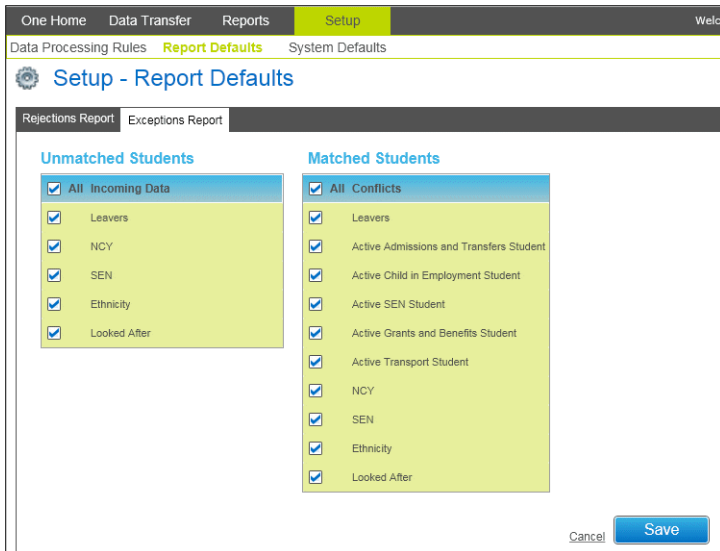 One Home Data Transfer Reports Setup
Data Processing Rules Report Defaults System Defaults
Setup - Report Defaults
Rejections Report Exceptions Report
Unmatched Students
All Incoming Data
Leavers
NCY
SEN
Ethnicity
Looked After
Matched Students
All Conflicts
Leavers
Active Admissions and Transfers Student
Active Child in Employment Student
Active SEN Student
Active Grants and Benefits Student
Active Transport Student
NCY
SEN
Ethnicity
Looked After
Cancel Save